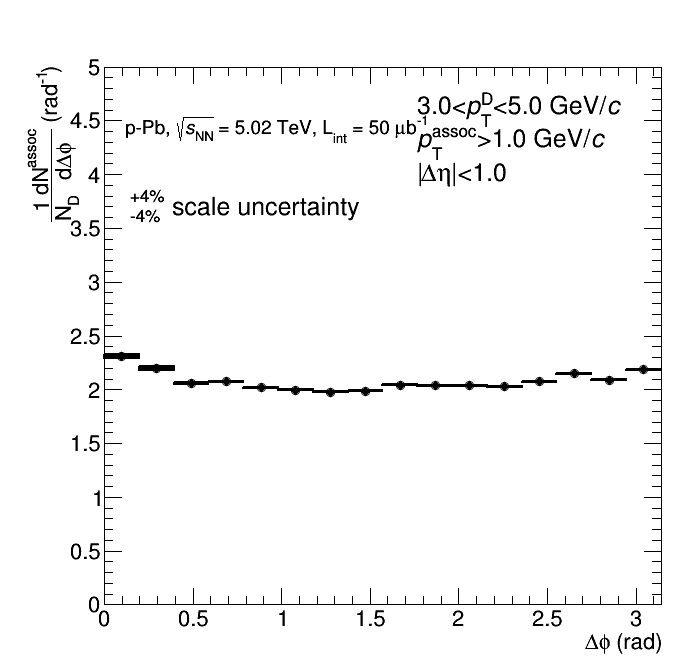 1 dN^assoc / N_D dΔϕ (rad^-1)
5
4.5
4
3.5
3
2.5
2
1.5
1
0.5
0
p-Pb, √s_NN = 5.02 TeV, L_int = 50 μb^-1
3.0<p_T^D<5.0 GeV/c
p_T^assoc>1.0 GeV/c
|Δη|<1.0
+4%
-4% scale uncertainty
0 0.5 1 1.5 2 2.5 3
Δϕ (rad)